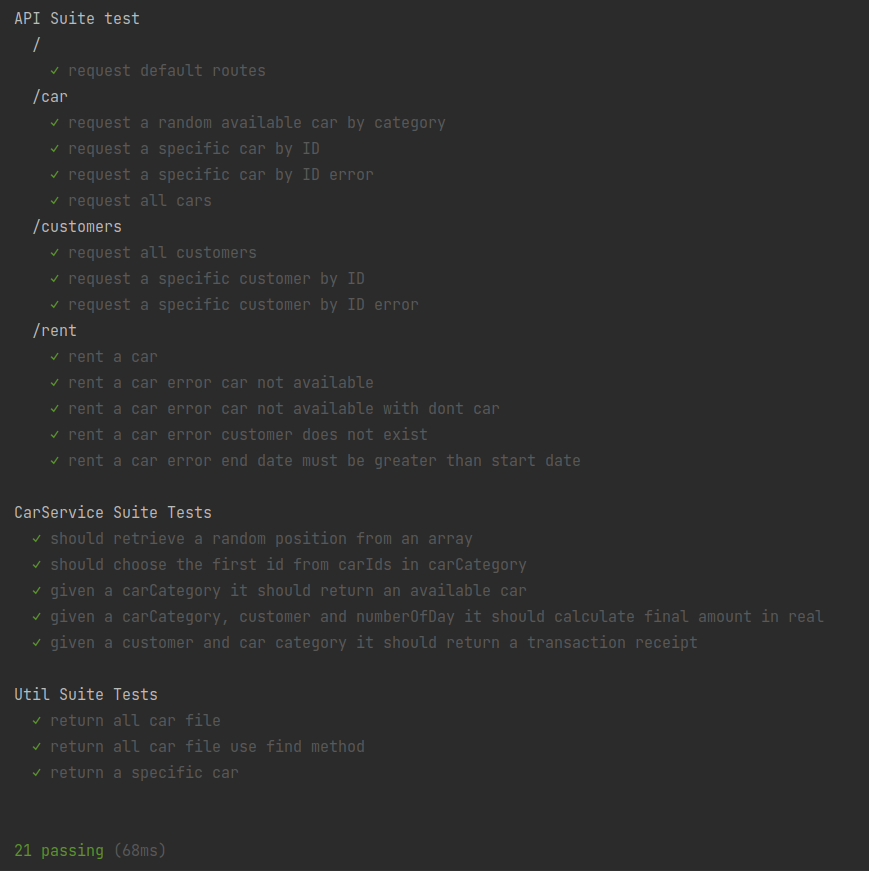 API Suite test
/
✓ request default routes
/car
✓ request a random available car by category
✓ request a specific car by ID
✓ request a specific car by ID error
✓ request all cars
/customers
✓ request all customers
✓ request a specific customer by ID
✓ request a specific customer by ID error
/rent
✓ rent a car
✓ rent a car error car not available
✓ rent a car error car not available with dont car
✓ rent a car error customer does not exist
✓ rent a car error end date must be greater than start date
CarService Suite Tests
✓ should retrieve a random position from an array
✓ should choose the first id from carIds in carCategory
✓ given a carCategory it should return an available car
✓ given a carCategory, customer and numberOfDay it should calculate final amount in real
✓ given a customer and car category it should return a transaction receipt
Util Suite Tests
✓ return all car file
✓ return all car file use find method
✓ return a specific car
21 passing (68ms)